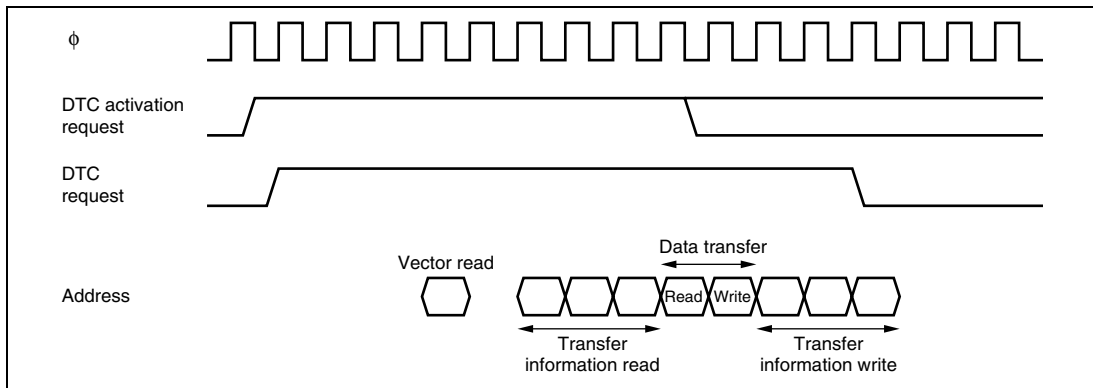 ϕ
DTC activation
request
DTC
request
Data transfer
Vector read
Address
Read
Write
Transfer
information read
Transfer
information write